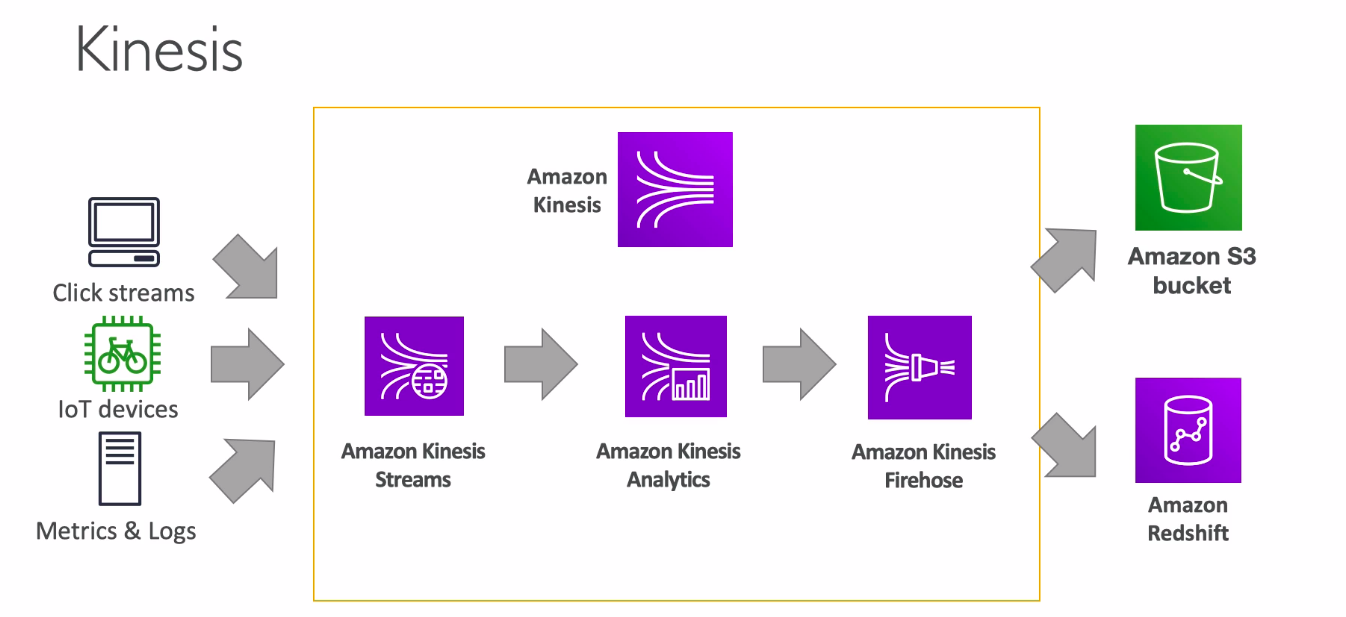 Kinesis
Amazon
Kinesis
Click streams
IoT devices
Metrics & Logs
Amazon Kinesis
Streams
Amazon Kinesis
Analytics
Amazon Kinesis
Firehose
Amazon S3
bucket
Amazon
Redshift